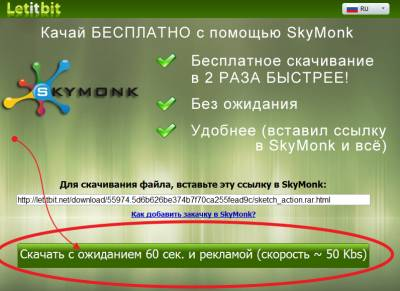 Letitbit
RU
Качай БЕСПЛАТНО с помощью SkyMonk
SKYMONK
Бесплатное скачивание
в 2 РАЗА БЫСТРЕЕ!
Без ожидания
Удобнее (вставил ссылку
в SkyMonk и всё)
Для скачивания файла, вставьте эту ссылку в SkyMonk:
http://letitbit.net/download/55974.5d6b626be374b7f70ca255fead9c/sketch_action.rar.html
Как добавить закачку в SkyMonk?
Скачать с ожиданием 60 сек. и рекламой (скорость ~ 50 Kbs)